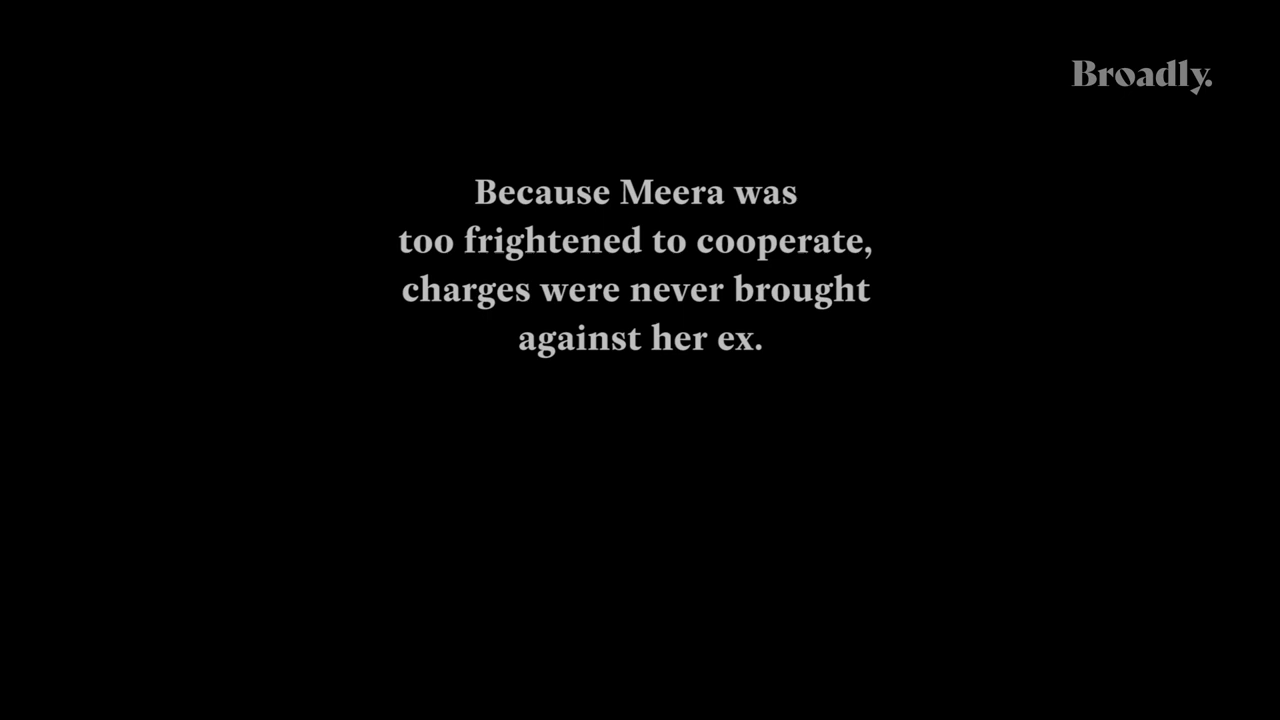 Broadly.
Because Meera was
too frightened to cooperate,
charges were never brought
against her ex.